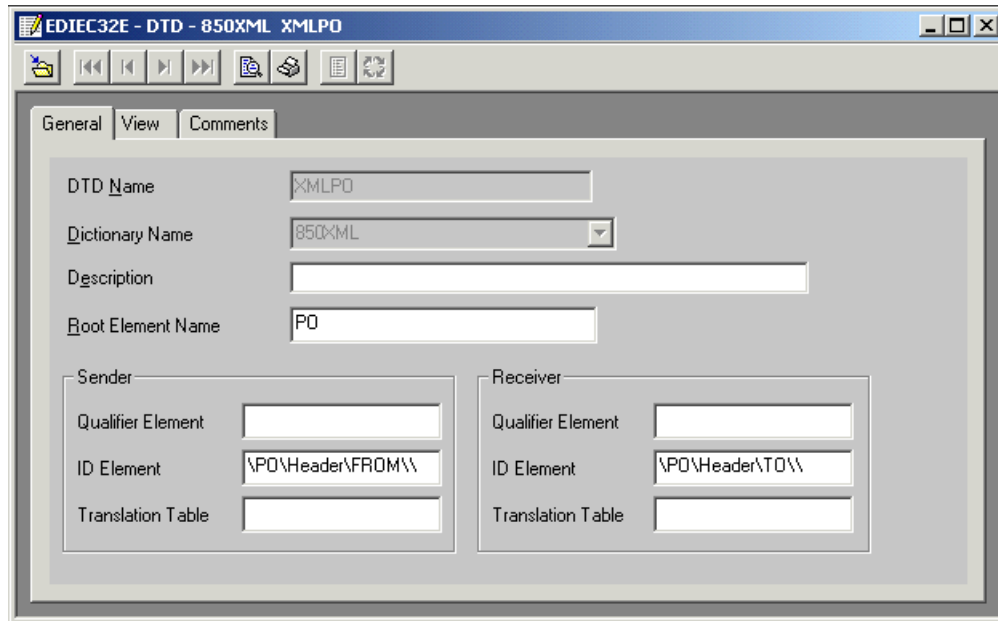 EDIEC32E - DTD - 850XML XMLPO
General View Comments
DTD Name XMLPO
Dictionary Name 850XML
Description
Root Element Name PO
Sender Receiver
Qualifier Element Qualifier Element
ID Element \PO\Header\FROM\\ ID Element \PO\Header\TO\\
Translation Table Translation Table